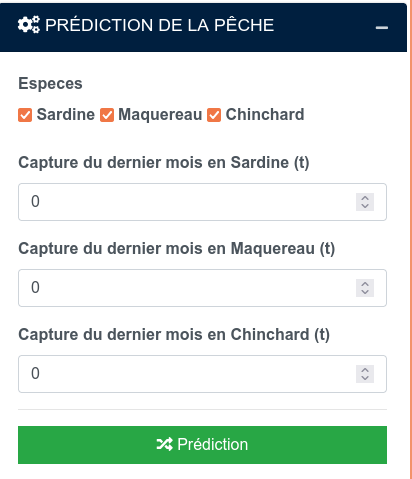 PRÉDICTION DE LA PÊCHE
Especes
Sardine Maquereau Chinchard
Capture du dernier mois en Sardine (t)
0
Capture du dernier mois en Maquereau (t)
0
Capture du dernier mois en Chinchard (t)
0
Prédiction